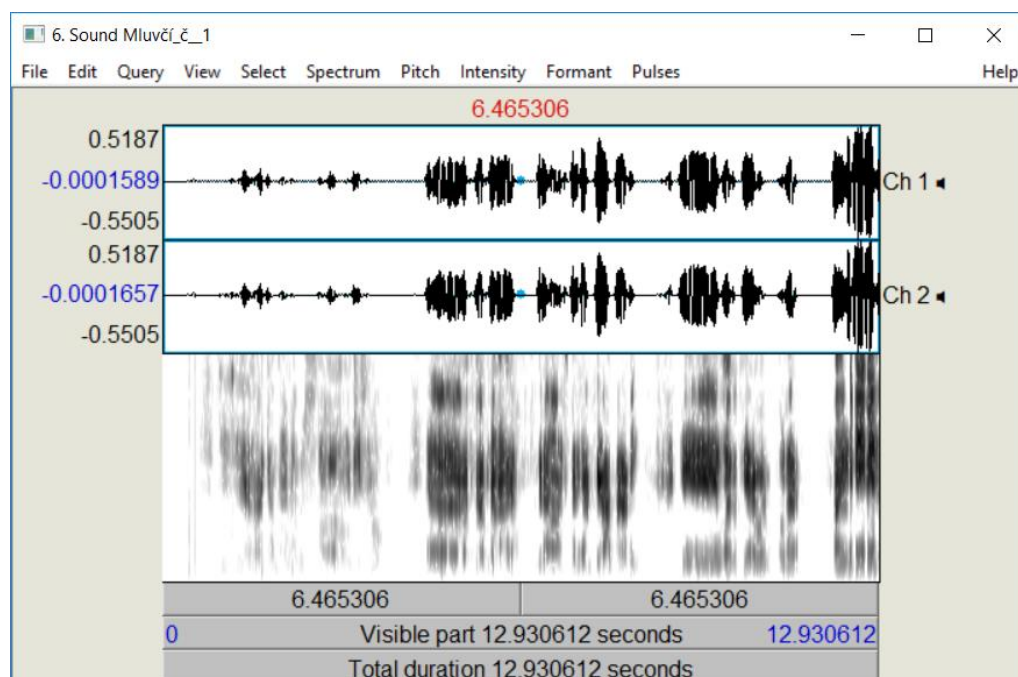 6. Sound Mluvčí_č__1
File Edit Query View Select Spectrum Pitch Intensity Formant Pulses Help
6.465306
0.5187
-0.0001589
-0.5505
Ch 1
0.5187
-0.0001657
-0.5505
Ch 2
6.465306 6.465306
0 Visible part 12.930612 seconds 12.930612
Total duration 12.930612 seconds